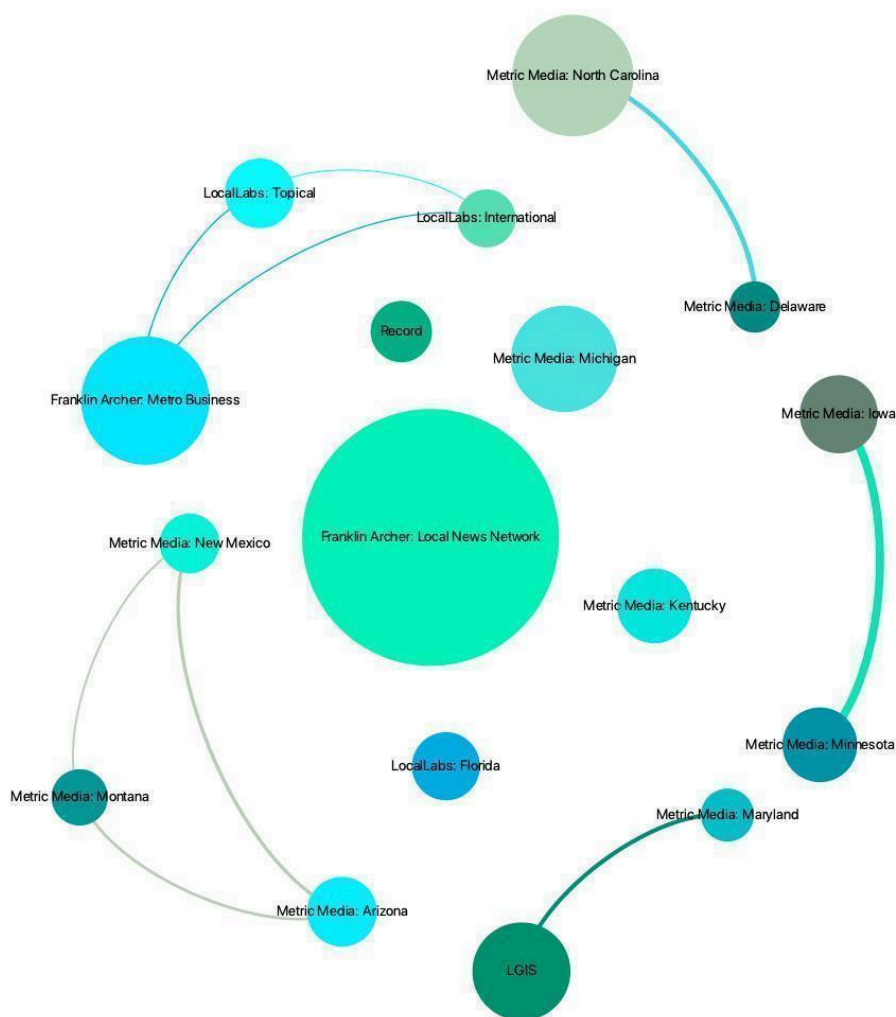 Metric Media: North Carolina
LocalLabs: Topical
LocalLabs: International
Metric Media: Delaware
Record
Metric Media: Michigan
Franklin Archer: Metro Business
Metric Media: Iowa
Franklin Archer: Local News Network
Metric Media: New Mexico
Metric Media: Kentucky
Metric Media: Minnesota
LocalLabs: Florida
Metric Media: Montana
Metric Media: Maryland
Metric Media: Arizona
LGIS